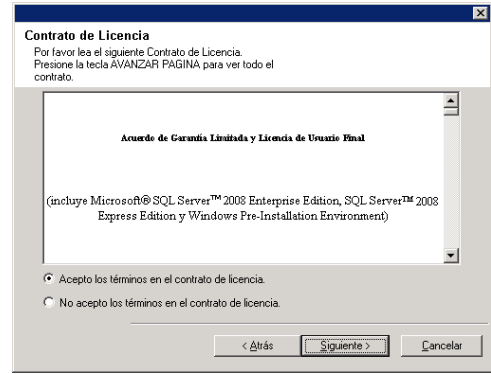 Contrato de Licencia
Por favor lea el siguiente Contrato de Licencia.
Presione la tecla AVANZAR PAGINA para ver todo el
contrato.
Acuerdo de Garantía Limitada y Licencia de Usuario Final
(incluye Microsoft® SQL Server™ 2008 Enterprise Edition, SQL Server™ 2008
Express Edition y Windows Pre-Installation Environment)
Acepto los términos en el contrato de licencia.
No acepto los términos en el contrato de licencia.
< Atrás
Siguiente >
Cancelar